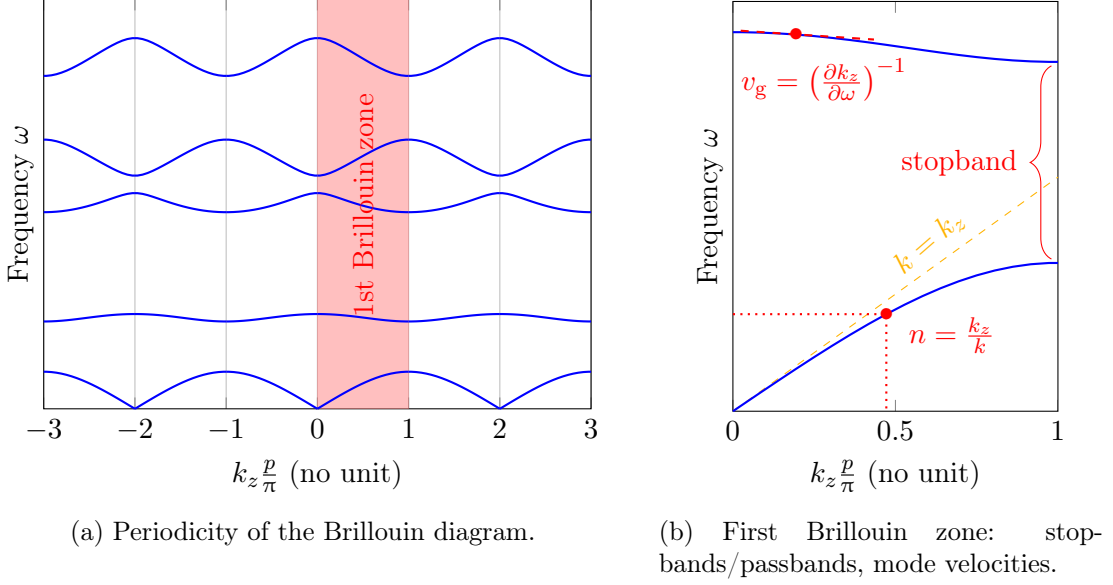 Frequency ω
1st Brillouin zone
−3 −2 −1 0 1 2 3
k_z p/π (no unit)
(a) Periodicity of the Brillouin diagram.
Frequency ω
v_g = (∂k_z/∂ω)^−1
stopband
k = k_z
n = k_z/k
0 0.5 1
k_z p/π (no unit)
(b) First Brillouin zone: stop-
bands/passbands, mode velocities.